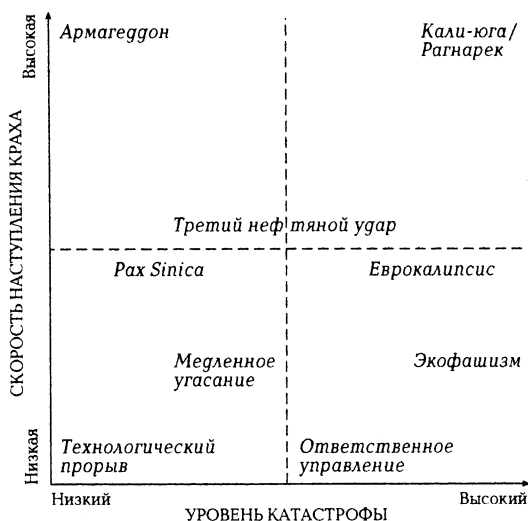 Армагеддон
Кали-юга/
Рагнарек
Высокая
СКОРОСТЬ НАСТУПЛЕНИЯ КРАХА
Третий нефтяной удар
Pax Sinica
Еврокалипсис
Медленное
угасание
Экофашизм
Технологический
прорыв
Ответственное
управление
Низкая
Низкий
Высокий
УРОВЕНЬ КАТАСТРОФЫ